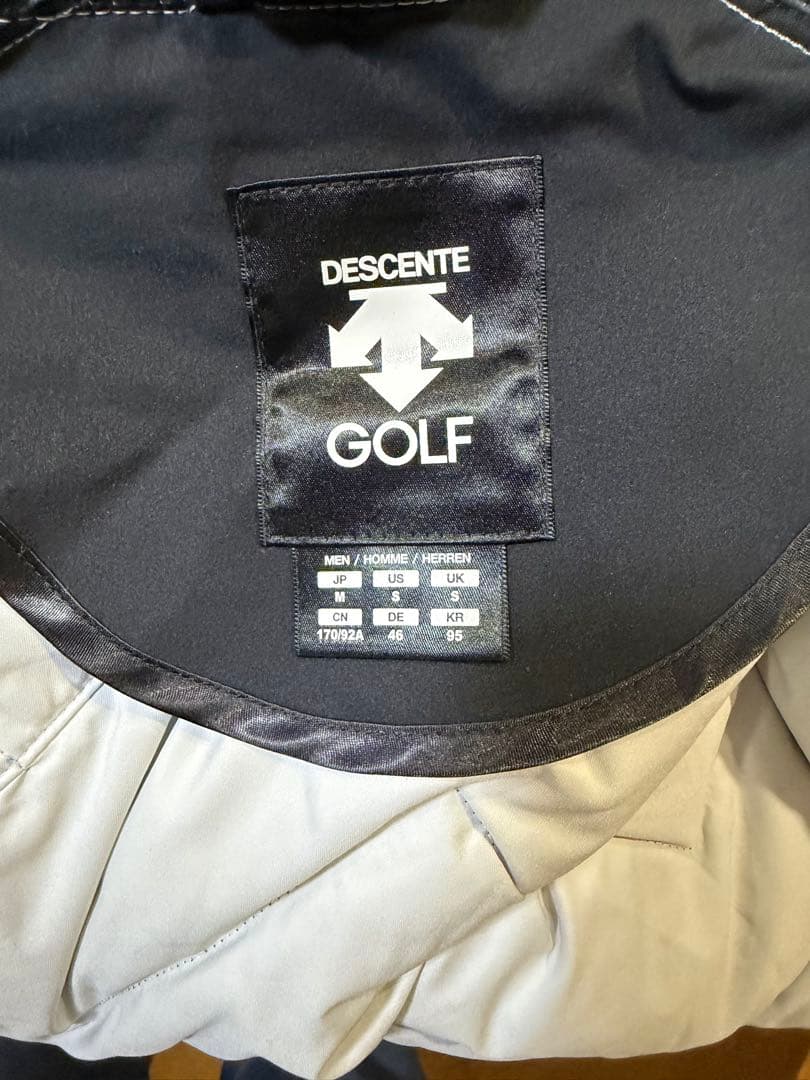 DESCENTE
GOLF
MEN / HOMME / HERREN
JP US UK
M S S
CN DE KR
170/92A 46 95